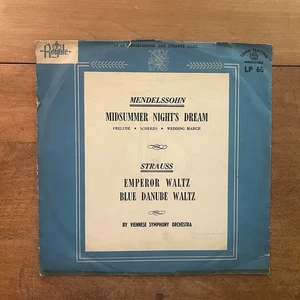 Royale
LP 65
MENDELSSOHN
MIDSUMMER NIGHT'S DREAM
PRELUDE • SCHERZO • WEDDING MARCH
STRAUSS
EMPEROR WALTZ
BLUE DANUBE WALTZ
BY VIENNESE SYMPHONY ORCHESTRA